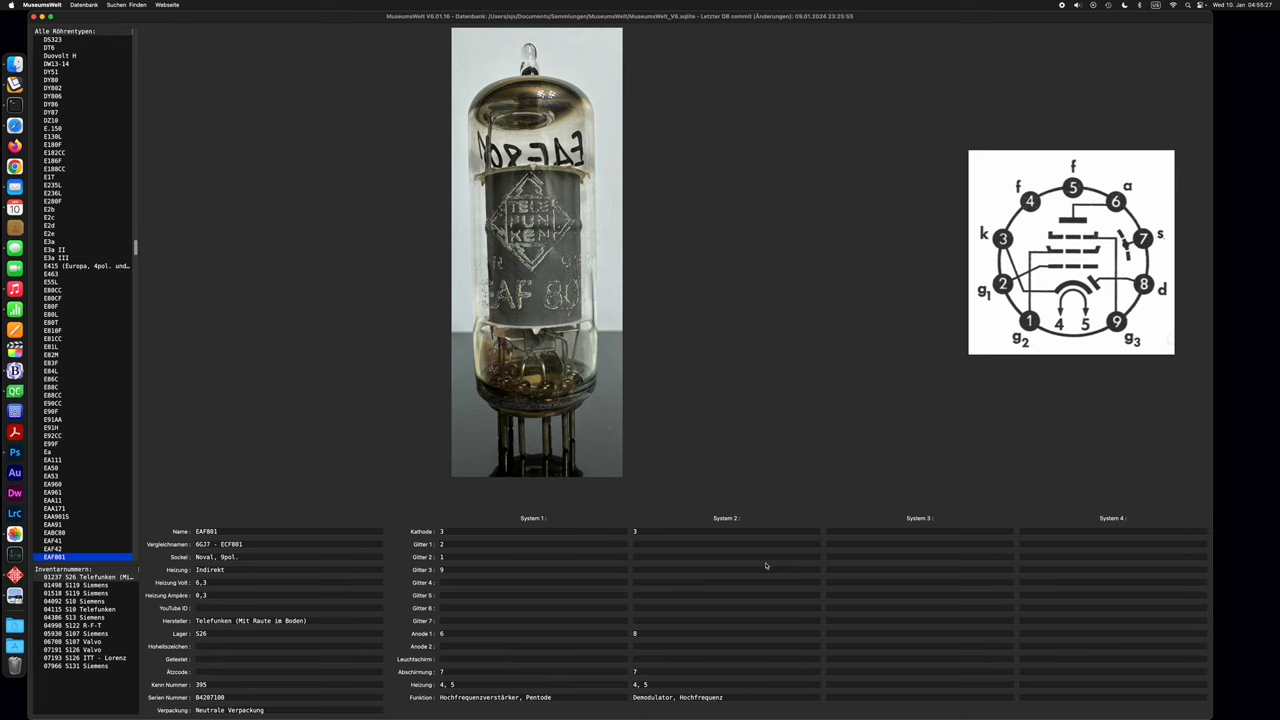 MuseumsWelt Datenbank Suchen Finden Webseite
Wed 10. Jan. 04:55:27
MuseumsWelt V6.01.16 - Datenbank: /Users/sjs/Documents/Sammlungen/MuseumsWelt/MuseumsWelt_V6.sqlite - Letzter DB commit (Änderungen): 09.01.2024 23:25:55
Alle Röhrentypen:
DS323
DT6
Duovolt H
DW13-14
DY51
DY80
DY802
DY806
DY86
DY87
DZ10
E.150
E130L
E180F
E182CC
E186F
E188CC
E1T
E235L
E236L
E280F
E2b
E2c
E2d
E2e
E3a
E3a II
E3a III
E415 (Europa, 4pol. und…
E463
E55L
E80CC
E80CF
E80F
E80L
E80T
E810F
E81CC
E81L
E82M
E83F
E84L
E86C
E88C
E88CC
E90CC
E90F
E91AA
E91H
E92CC
E99F
Ea
EA111
EA50
EA53
EA960
EA961
EAA11
EAA171
EAA901S
EAA91
EABC80
EAF41
EAF42
EAF801
Inventarnummern:
01237 S26 Telefunken (Mi…
01498 S119 Siemens
01518 S119 Siemens
04092 S10 Siemens
04115 S10 Telefunken
04386 S13 Siemens
04998 S122 R-F-T
05930 S107 Siemens
06708 S107 Valvo
07191 S126 Valvo
07193 S126 ITT - Lorenz
07966 S131 Siemens
TELE
FUN
KEN
EAF 80
f
f 5 a
4 6
k 3 7 s
g1 2 8 d
1 4 5 9
g2 g3
System 1 : System 2 : System 3 : System 4 :
Name : EAF801
Vergleichnamen : 6GJ7 - ECF801
Sockel : Noval, 9pol.
Heizung : Indirekt
Heizung Volt : 6,3
Heizung Ampère : 0,3
YouTube ID :
Hersteller : Telefunken (Mit Raute im Boden)
Lager : S26
Hoheitszeichen :
Getestet :
Ätzcode :
Kenn Nummer : 395
Serien Nummer : B4207100
Verpackung : Neutrale Verpackung
Kathode : 3 3
Gitter 1 : 2
Gitter 2 : 1
Gitter 3 : 9
Gitter 4 :
Gitter 5 :
Gitter 6 :
Gitter 7 :
Anode 1 : 6 8
Anode 2 :
Leuchtschirm :
Abschirmung : 7 7
Heizung : 4, 5 4, 5
Funktion : Hochfrequenzverstärker, Pentode Demodulator, Hochfrequenz